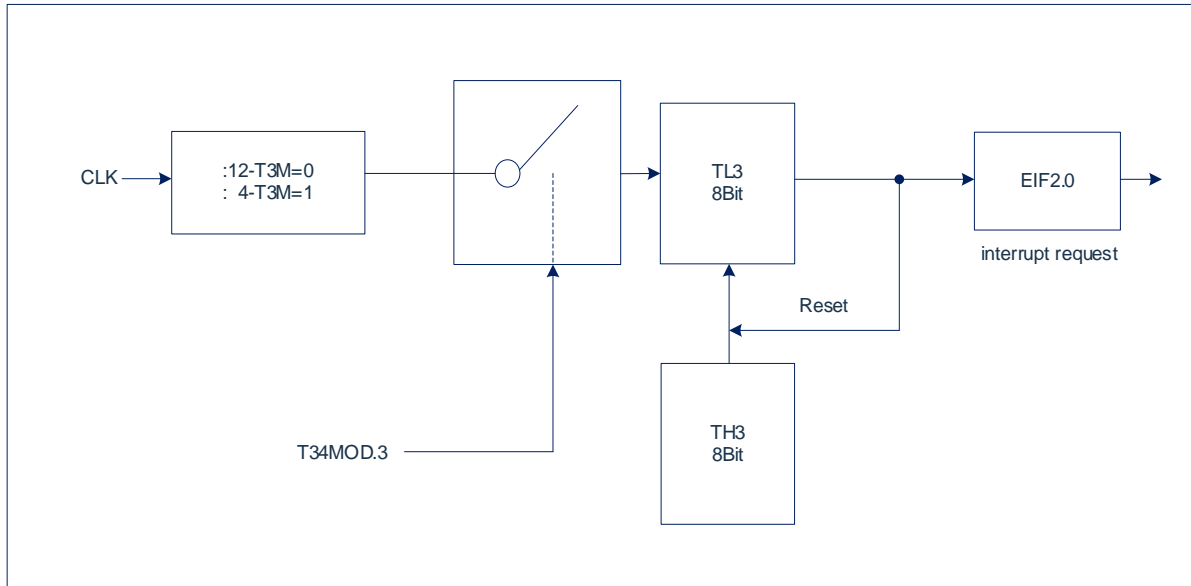 CLK
:12-T3M=0
: 4-T3M=1
TL3
8Bit
EIF2.0
interrupt request
Reset
TH3
8Bit
T34MOD.3